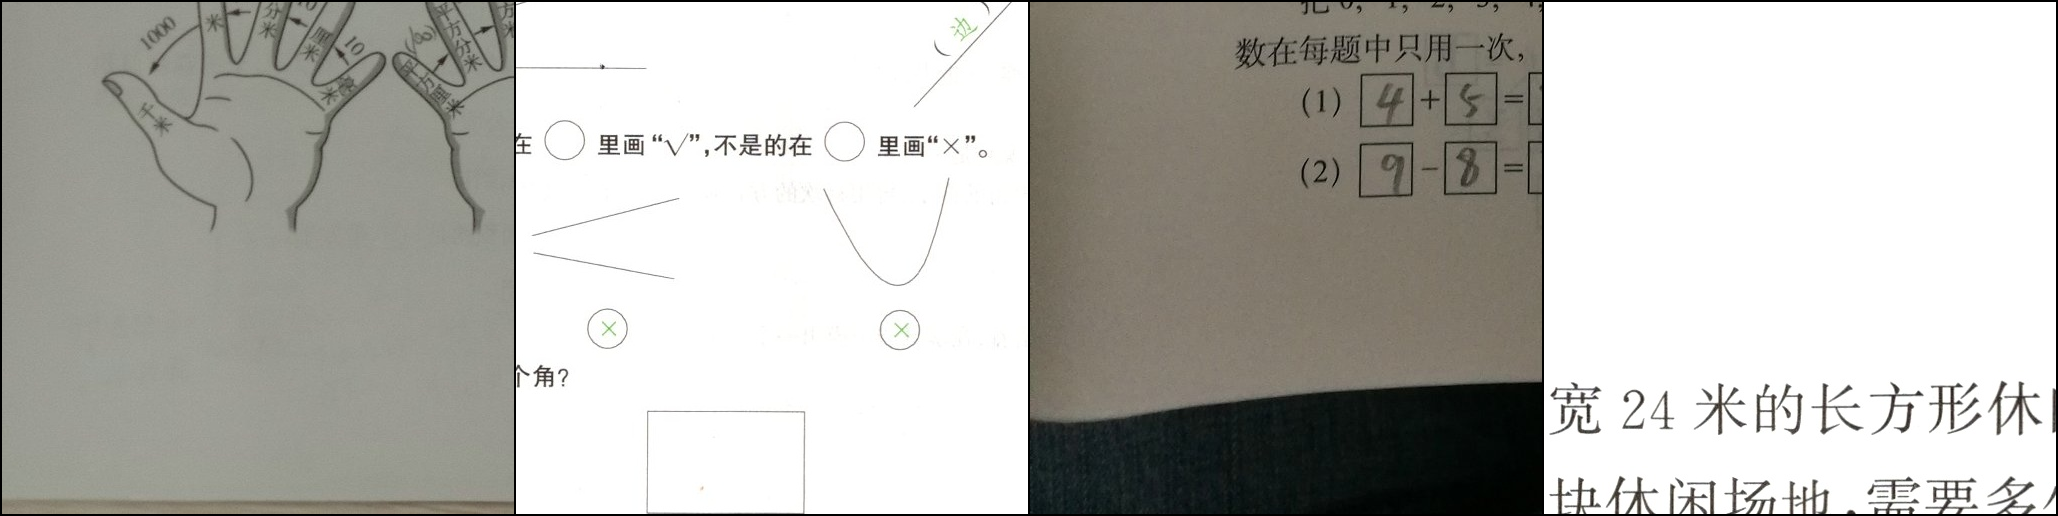 1000
千米
米
分米
10
厘米
10
毫米
平方厘米
平方分米
(边)
在 ○ 里画“√”,不是的在 ○ 里画“×”。
×
×
个角?
数在每题中只用一次,
(1) 4 + 5 =
(2) 9 - 8 =
宽 24 米的长方形休
块休闲场地,需要多